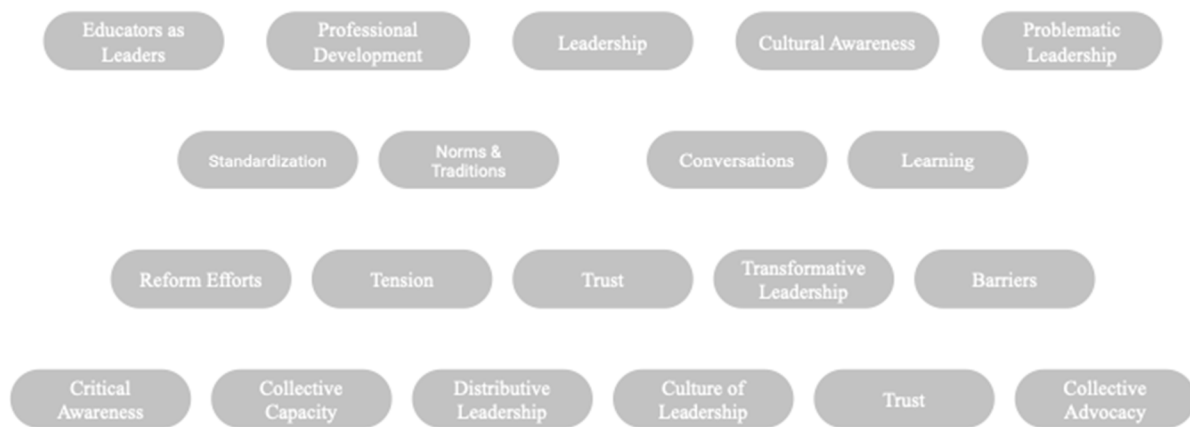 Educators as
Leaders
Professional
Development
Leadership
Cultural Awareness
Problematic
Leadership
Standardization
Norms &
Traditions
Conversations
Learning
Reform Efforts
Tension
Trust
Transformative
Leadership
Barriers
Critical
Awareness
Collective
Capacity
Distributive
Leadership
Culture of
Leadership
Trust
Collective
Advocacy